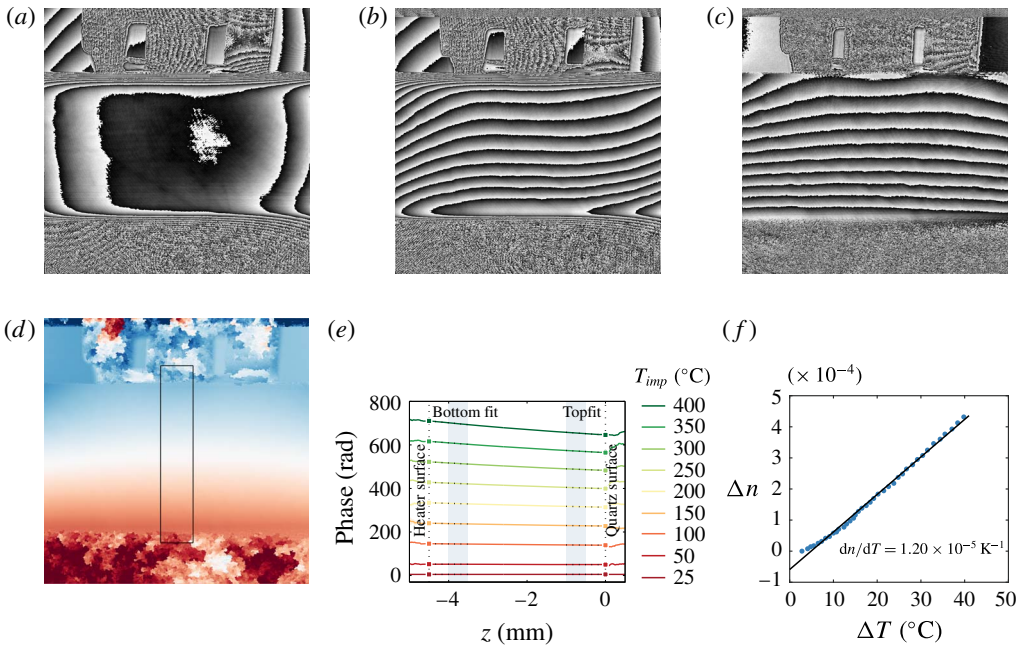 (a)
(b)
(c)
(d)
(e)
(f)
T_imp (°C)
800
600
400
200
0
Phase (rad)
Bottom fit
Topfit
Heater surface
Quartz surface
400
350
300
250
200
150
100
50
25
−4
−2
0
z (mm)
(× 10⁻⁴)
5
4
3
2
1
0
−1
Δn
dn/dT = 1.20 × 10⁻⁵ K⁻¹
0
10
20
30
40
50
ΔT (°C)